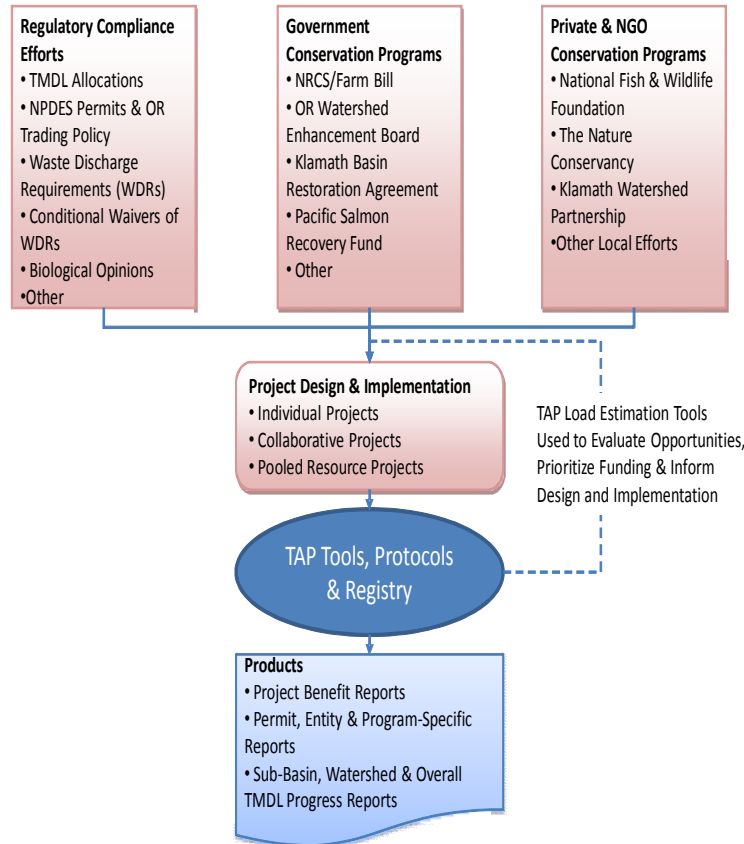 Regulatory Compliance
Efforts
• TMDL Allocations
• NPDES Permits & OR
Trading Policy
• Waste Discharge
Requirements (WDRs)
• Conditional Waivers of
WDRs
• Biological Opinions
•Other
Government
Conservation Programs
• NRCS/Farm Bill
• OR Watershed
Enhancement Board
• Klamath Basin
Restoration Agreement
• Pacific Salmon
Recovery Fund
• Other
Private & NGO
Conservation Programs
• National Fish & Wildlife
Foundation
• The Nature
Conservancy
• Klamath Watershed
Partnership
•Other Local Efforts
Project Design & Implementation
• Individual Projects
• Collaborative Projects
• Pooled Resource Projects
TAP Load Estimation Tools
Used to Evaluate Opportunities,
Prioritize Funding & Inform
Design and Implementation
TAP Tools, Protocols
& Registry
Products
• Project Benefit Reports
• Permit, Entity & Program-Specific
Reports
• Sub-Basin, Watershed & Overall
TMDL Progress Reports